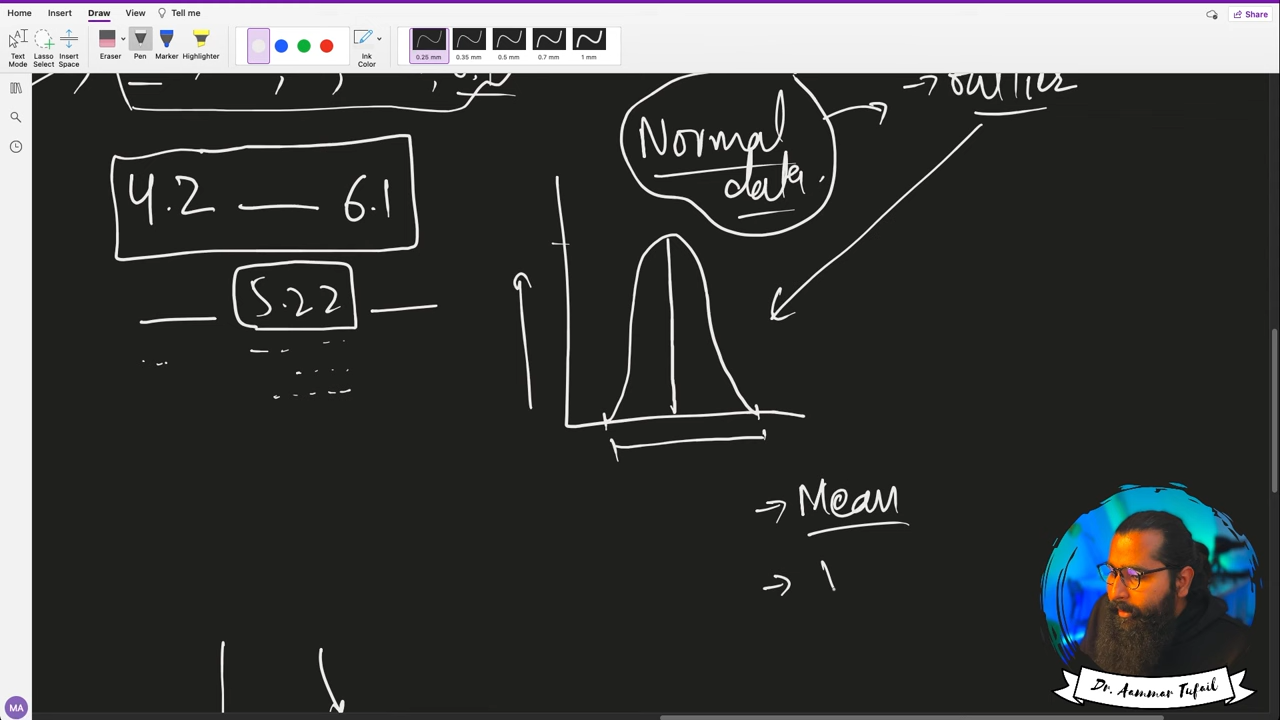 Home Insert Draw View Tell me
Share
Text Mode Lasso Select Insert Space Eraser Pen Marker Highlighter Ink Color 0.25 mm 0.35 mm 0.5 mm 0.7 mm 1 mm
→ outlier
Normal
data.
4.2 — 6.1
5.22
→ Mean
→
MA
Dr. Aammar Tufail